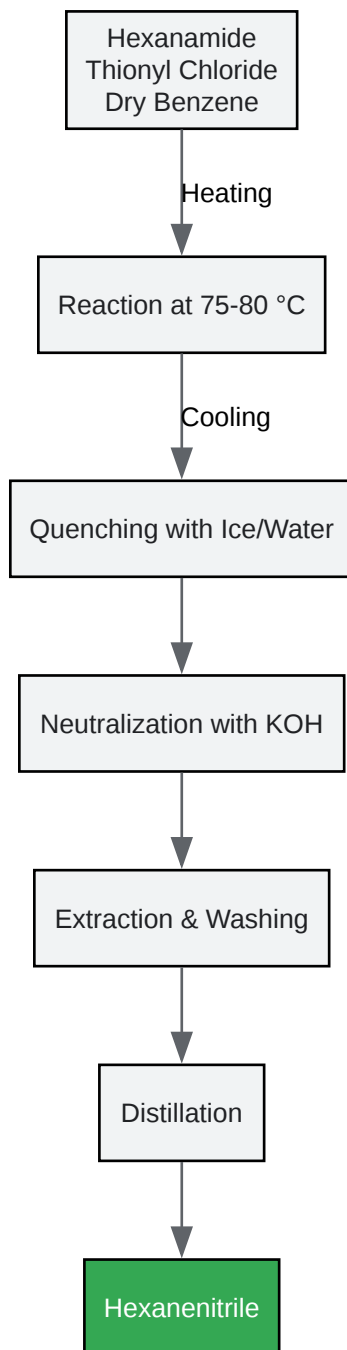 Hexanamide
Thionyl Chloride
Dry Benzene
Heating
Reaction at 75-80 °C
Cooling
Quenching with Ice/Water
Neutralization with KOH
Extraction & Washing
Distillation
Hexanenitrile